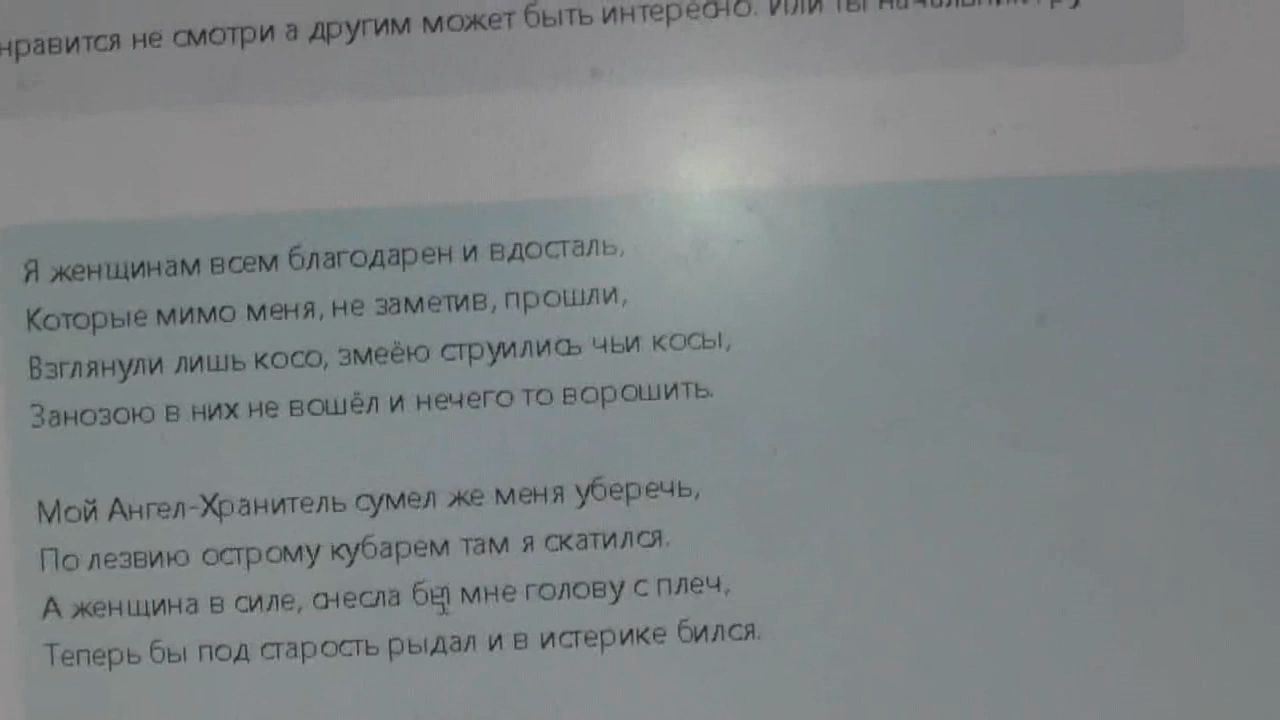 нравится не смотри а другим может быть интересно. Или ты
Я женщинам всем благодарен и вдосталь,
Которые мимо меня, не заметив, прошли,
Взглянули лишь косо, змеёю струились чьи косы,
Занозою в них не вошёл и нечего то ворошить.
Мой Ангел-Хранитель сумел же меня уберечь,
По лезвию острому кубарем там я скатился.
А женщина в силе, снесла бы мне голову с плеч,
Теперь бы под старость рыдал и в истерике бился.